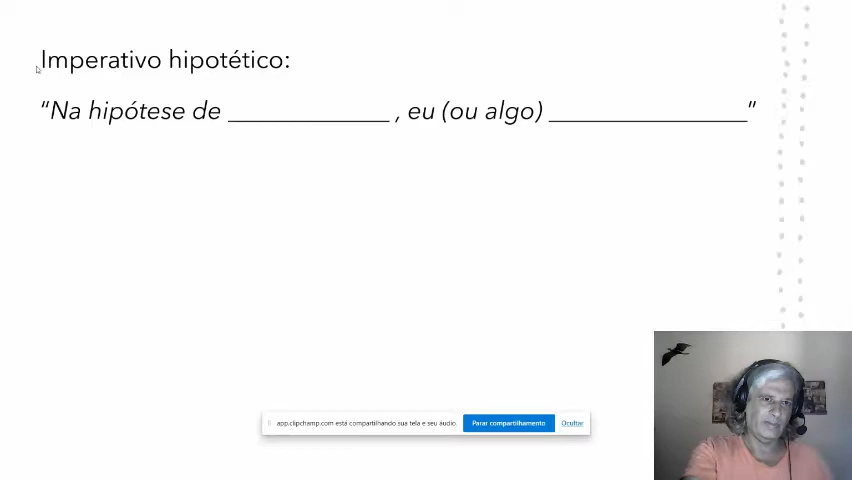 Imperativo hipotético:
“Na hipótese de _____________ , eu (ou algo) ________________”
app.clipchamp.com está compartilhando sua tela e seu áudio. Parar compartilhamento Ocultar